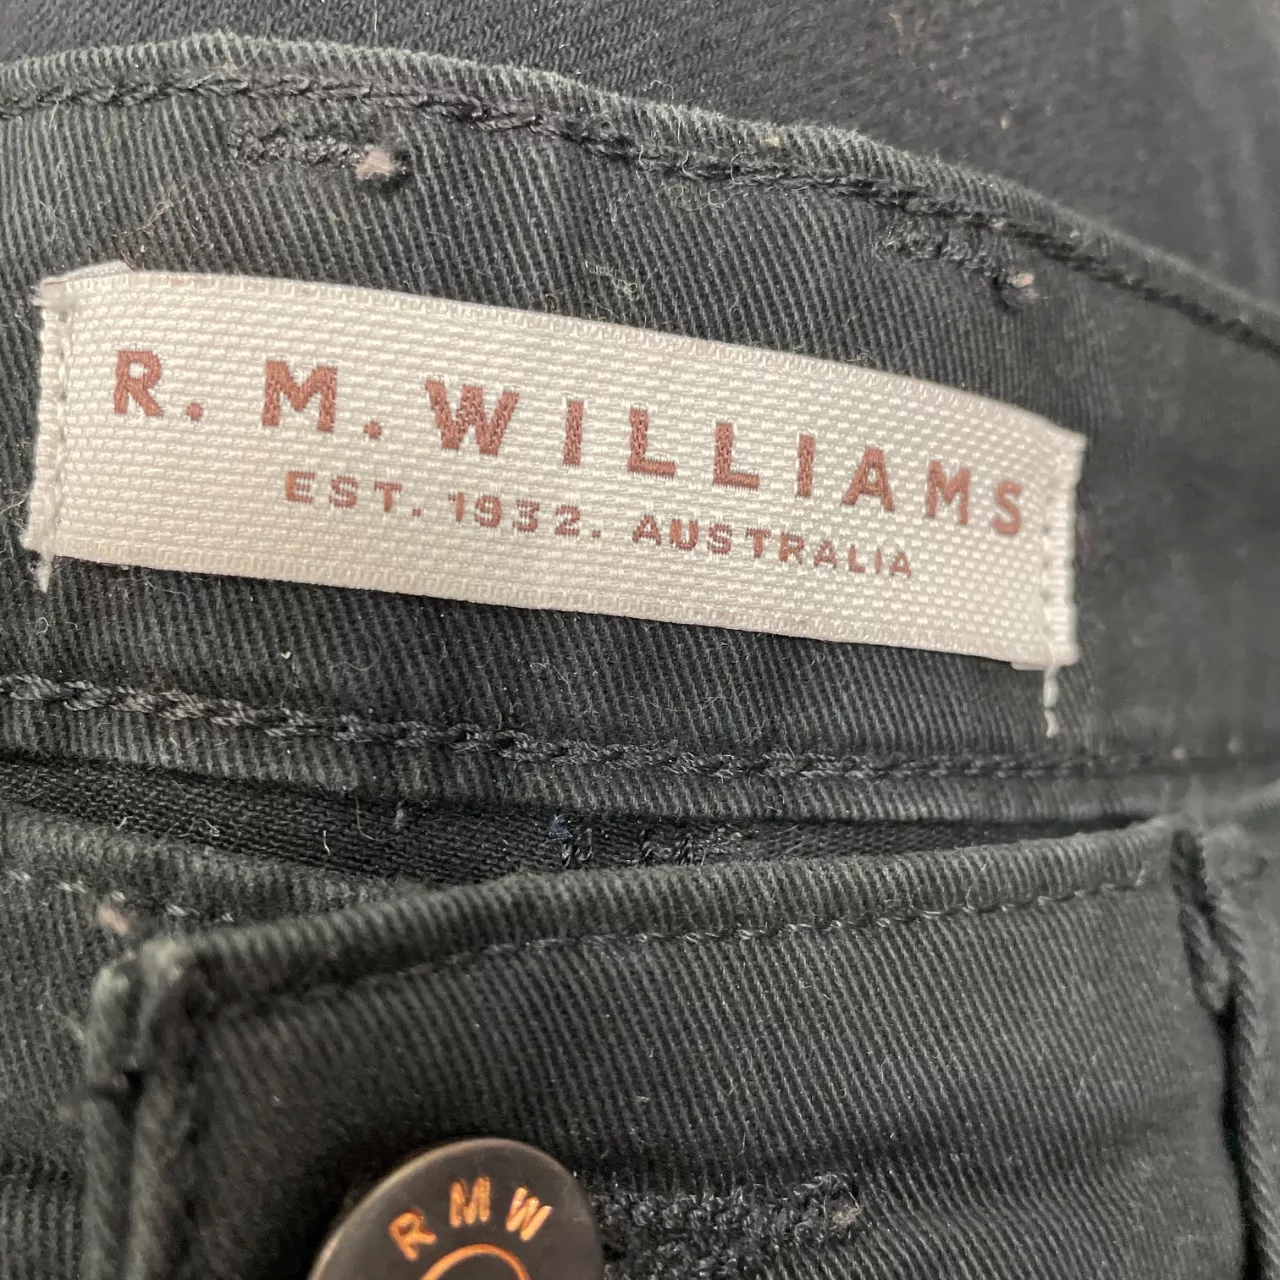 R. M. WILLIAMS
EST. 1932. AUSTRALIA
RMW